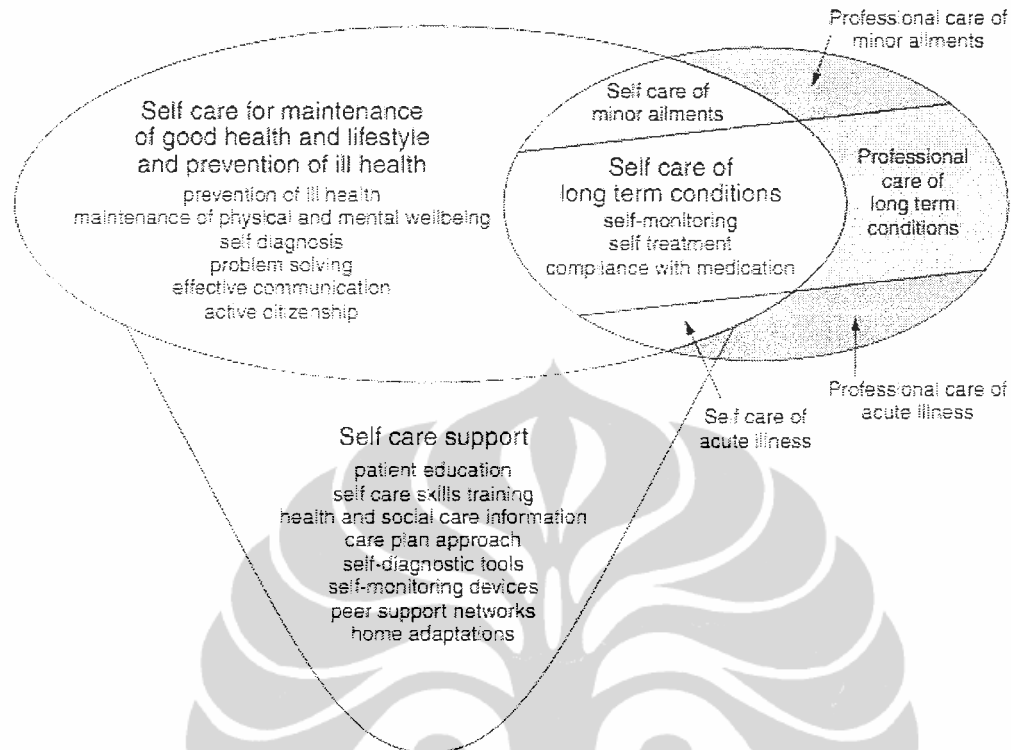 Professional care of
minor ailments
Self care for maintenance
of good health and lifestyle
and prevention of ill health
prevention of ill health
maintenance of physical and mental wellbeing
self diagnosis
problem solving
effective communication
active citizenship
Self care of
minor ailments
Self care of
long term conditions
self-monitoring
self treatment
compliance with medication
Professional
care of
long term
conditions
Self care of
acute illness
Professional care of
acute illness
Self care support
patient education
self care skills training
health and social care information
care plan approach
self-diagnostic tools
self-monitoring devices
peer support networks
home adaptations